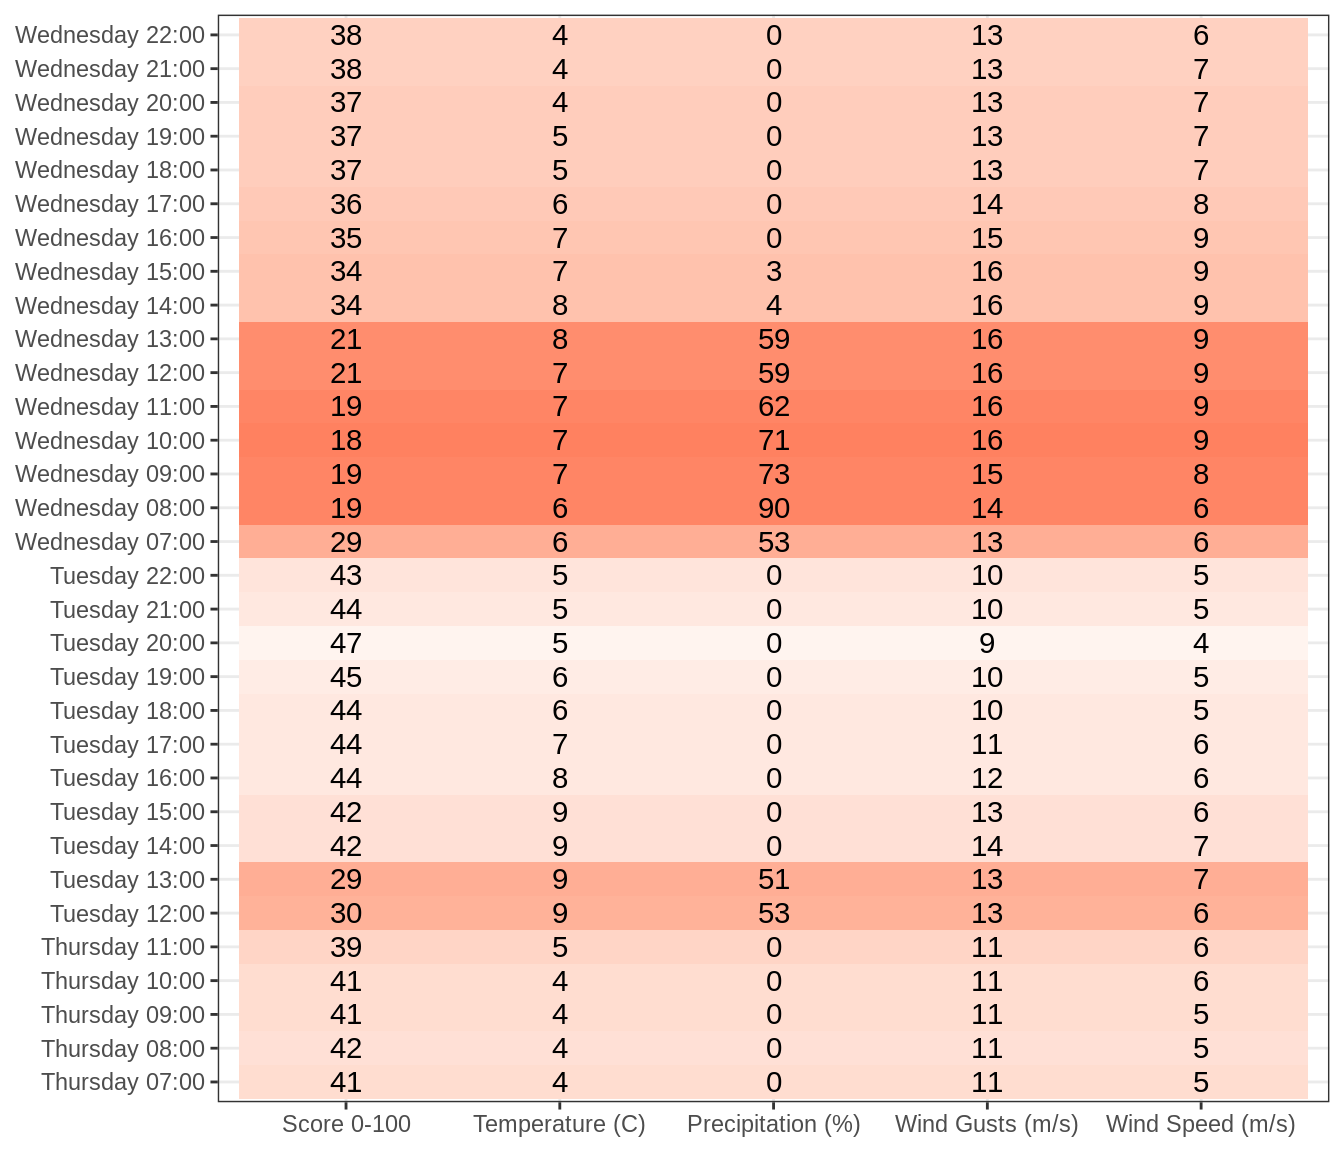 Wednesday 22:00 38 4 0 13 6
Wednesday 21:00 38 4 0 13 7
Wednesday 20:00 37 4 0 13 7
Wednesday 19:00 37 5 0 13 7
Wednesday 18:00 37 5 0 13 7
Wednesday 17:00 36 6 0 14 8
Wednesday 16:00 35 7 0 15 9
Wednesday 15:00 34 7 3 16 9
Wednesday 14:00 34 8 4 16 9
Wednesday 13:00 21 8 59 16 9
Wednesday 12:00 21 7 59 16 9
Wednesday 11:00 19 7 62 16 9
Wednesday 10:00 18 7 71 16 9
Wednesday 09:00 19 7 73 15 8
Wednesday 08:00 19 6 90 14 6
Wednesday 07:00 29 6 53 13 6
Tuesday 22:00 43 5 0 10 5
Tuesday 21:00 44 5 0 10 5
Tuesday 20:00 47 5 0 9 4
Tuesday 19:00 45 6 0 10 5
Tuesday 18:00 44 6 0 10 5
Tuesday 17:00 44 7 0 11 6
Tuesday 16:00 44 8 0 12 6
Tuesday 15:00 42 9 0 13 6
Tuesday 14:00 42 9 0 14 7
Tuesday 13:00 29 9 51 13 7
Tuesday 12:00 30 9 53 13 6
Thursday 11:00 39 5 0 11 6
Thursday 10:00 41 4 0 11 6
Thursday 09:00 41 4 0 11 5
Thursday 08:00 42 4 0 11 5
Thursday 07:00 41 4 0 11 5
Score 0-100 Temperature (C) Precipitation (%) Wind Gusts (m/s) Wind Speed (m/s)